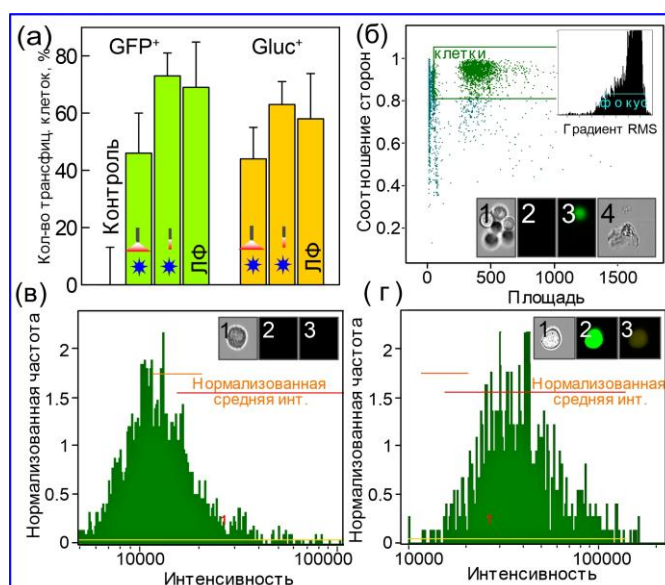 (а)
GFP⁺
Gluc⁺
Кол-во трансфиц. клеток, %
80
60
40
20
0
Контроль
ЛФ
ЛФ
(б)
клетки
фокус
Градиент RMS
Соотношение сторон
1
0.8
0.6
0.4
0.2
1 2 3 4
0 500 1000 1500
Площадь
(в)
Нормализованная частота
2
1.5
1
0.5
0
1 2 3
Нормализованная
средняя инт.
10000 100000
Интенсивность
(г)
Нормализованная частота
2
1.5
1
0.5
0
1 2 3
Нормализованная
средняя инт.
10000 100000
Интенсивность